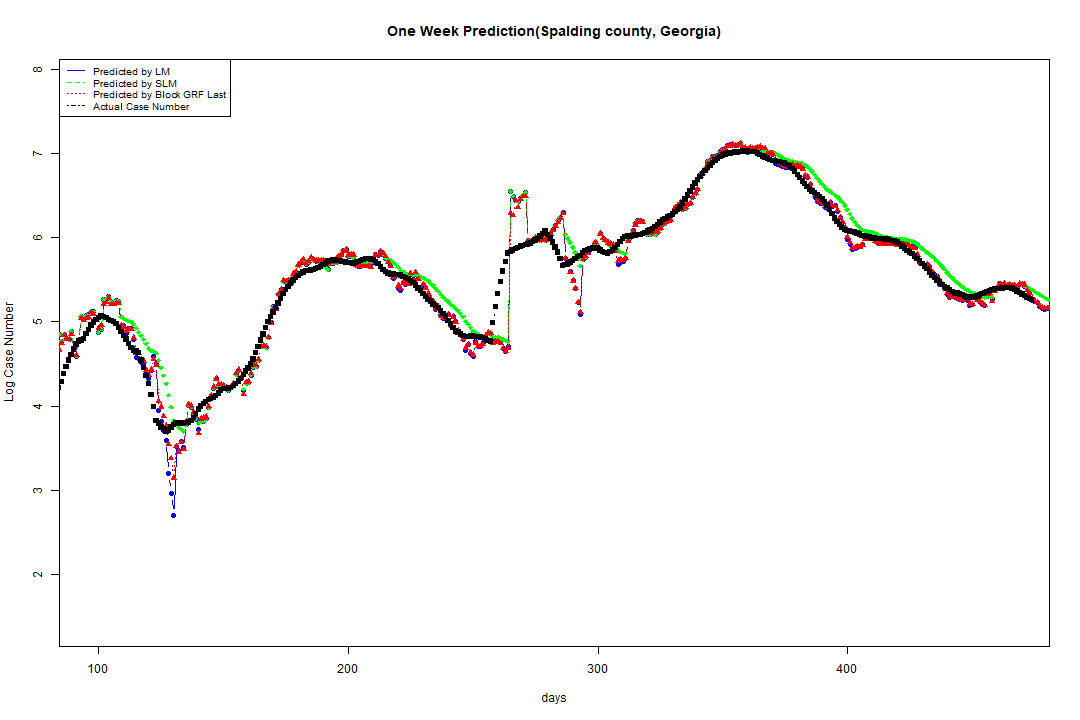 One Week Prediction(Spalding county, Georgia)
Predicted by LM
Predicted by SLM
Predicted by Block GRF Last
Actual Case Number
8
7
6
5
4
3
2
Log Case Number
100 200 300 400
days